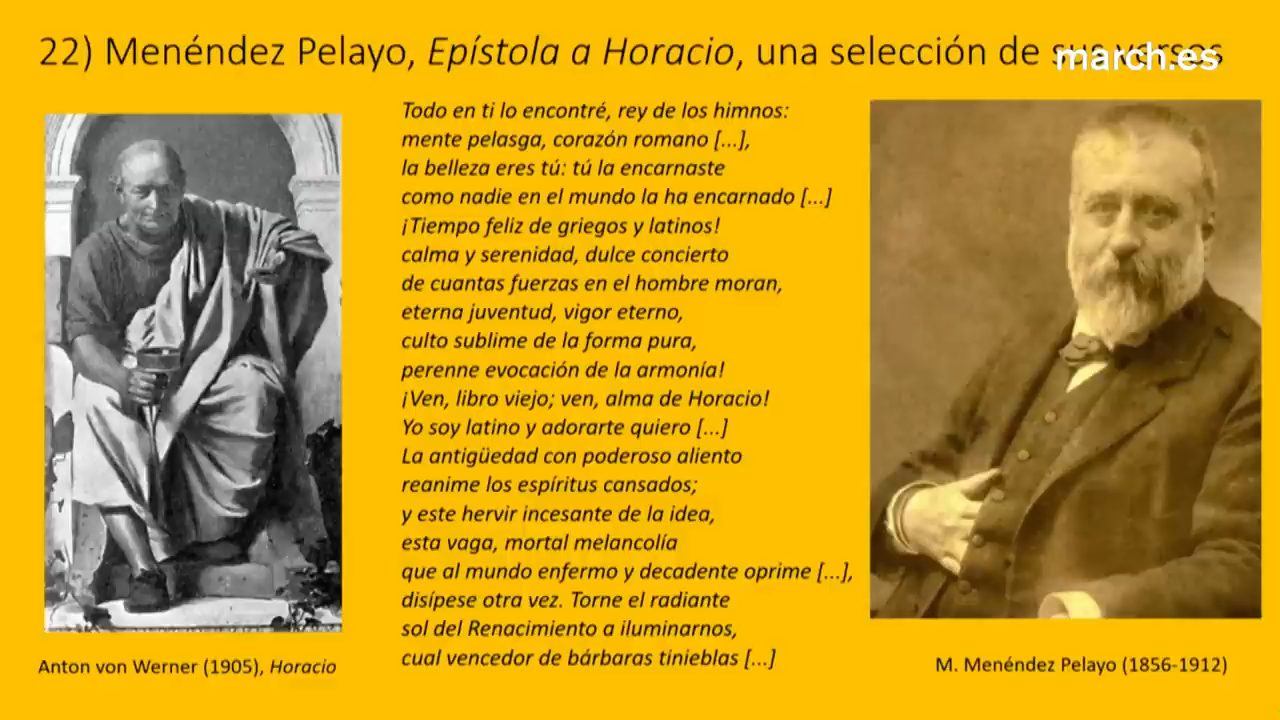 22) Menéndez Pelayo, Epístola a Horacio, una selección de sus versos
march.es
Todo en ti lo encontré, rey de los himnos:
mente pelasga, corazón romano [...],
la belleza eres tú: tú la encarnaste
como nadie en el mundo la ha encarnado [...]
¡Tiempo feliz de griegos y latinos!
calma y serenidad, dulce concierto
de cuantas fuerzas en el hombre moran,
eterna juventud, vigor eterno,
culto sublime de la forma pura,
perenne evocación de la armonía!
¡Ven, libro viejo; ven, alma de Horacio!
Yo soy latino y adorarte quiero [...]
La antigüedad con poderoso aliento
reanime los espíritus cansados;
y este hervir incesante de la idea,
esta vaga, mortal melancolía
que al mundo enfermo y decadente oprime [...],
disípese otra vez. Torne el radiante
sol del Renacimiento a iluminarnos,
cual vencedor de bárbaras tinieblas [...]
Anton von Werner (1905), Horacio
M. Menéndez Pelayo (1856-1912)